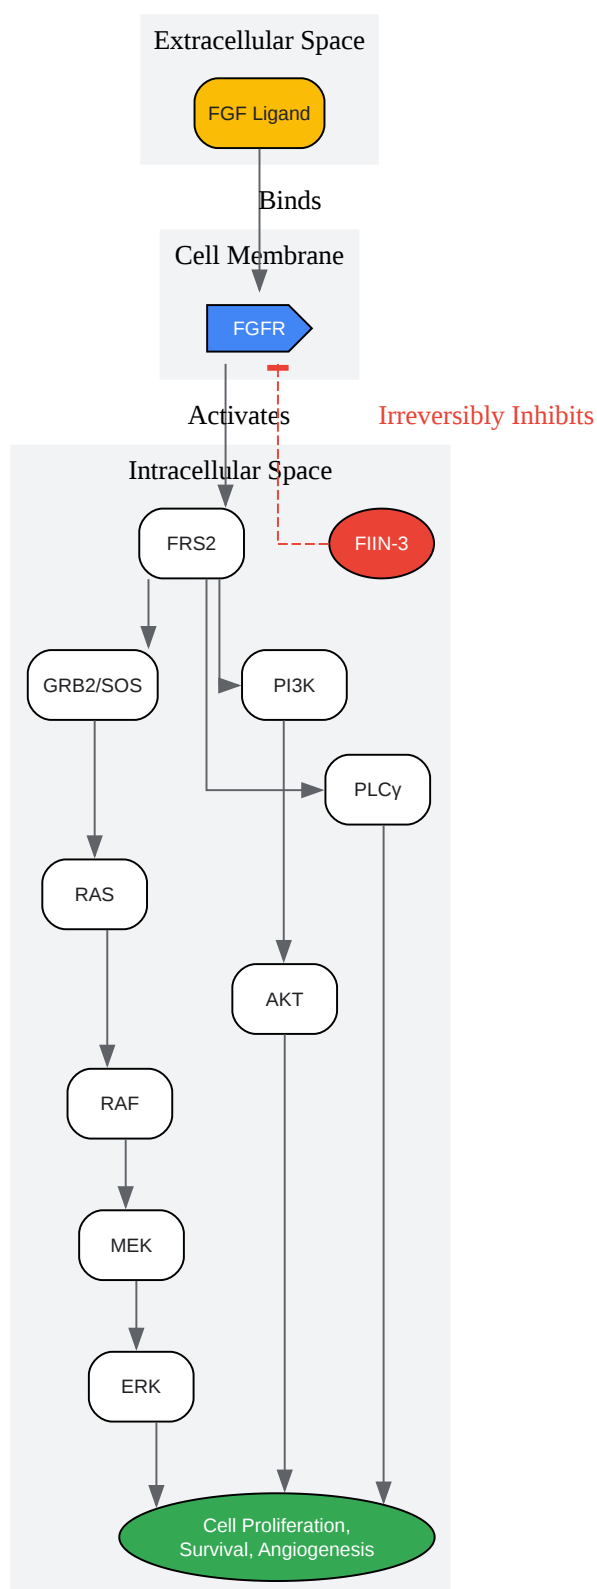 Extracellular Space
FGF Ligand
Binds
Cell Membrane
FGFR
Activates
Irreversibly Inhibits
Intracellular Space
FRS2
FIIN-3
GRB2/SOS
PI3K
PLCγ
RAS
AKT
RAF
MEK
ERK
Cell Proliferation,
Survival, Angiogenesis